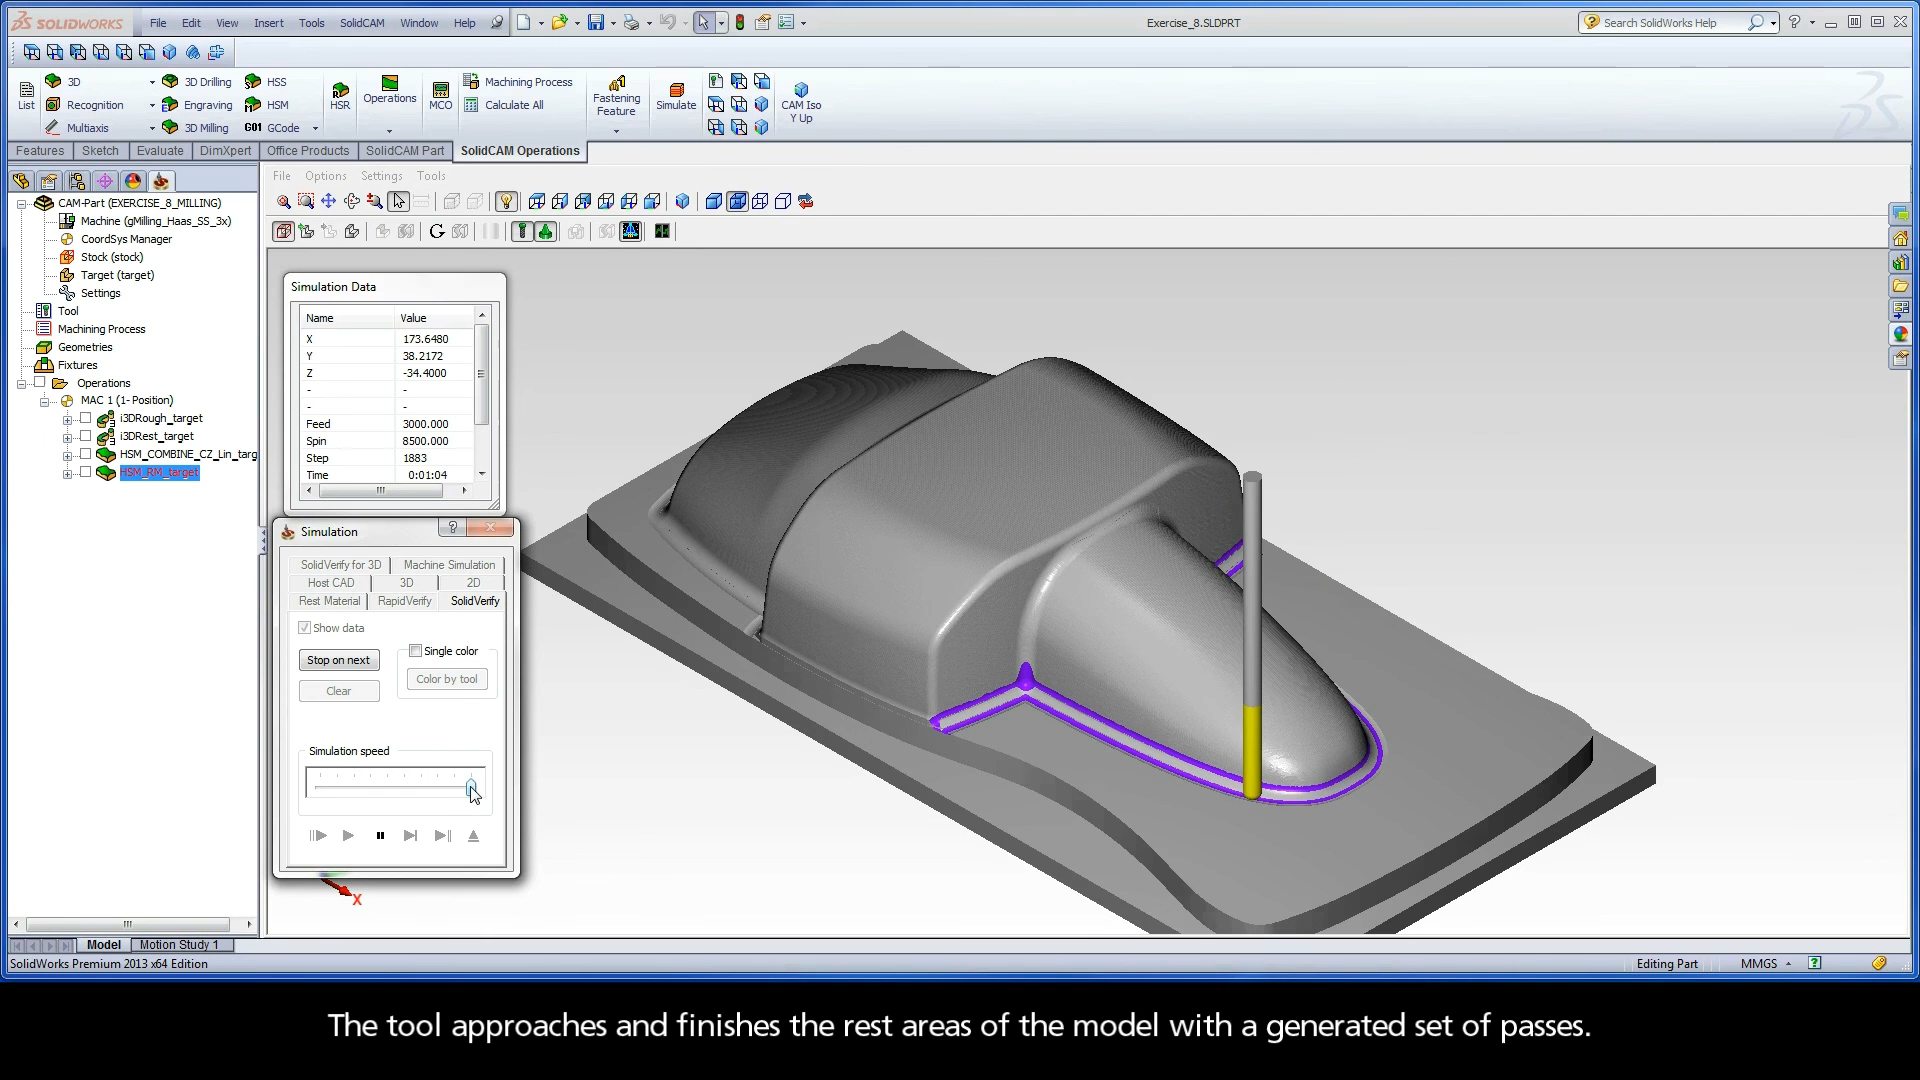 SOLIDWORKS File Edit View Insert Tools SolidCAM Window Help Exercise_8.SLDPRT Search SolidWorks Help
List 3D 3D Drilling HSS HSR Operations MCO Machining Process Fastening Feature Simulate CAM Iso Y Up
Recognition Engraving HSM Calculate All
Multiaxis 3D Milling G01 GCode
Features Sketch Evaluate DimXpert Office Products SolidCAM Part SolidCAM Operations
File Options Settings Tools
CAM-Part (EXERCISE_8_MILLING)
Machine (gMilling_Haas_SS_3x)
CoordSys Manager
Stock (stock)
Target (target)
Settings
Tool
Machining Process
Geometries
Fixtures
Operations
MAC 1 (1- Position)
i3DRough_target
i3DRest_target
HSM_COMBINE_CZ_Lin_targ
HSM_RM_target
Simulation Data
Name Value
X 173.6480
Y 38.2172
Z -34.4000
- -
- -
Feed 3000.000
Spin 8500.000
Step 1883
Time 0:01:04
Simulation
SolidVerify for 3D Machine Simulation
Host CAD 3D 2D
Rest Material RapidVerify SolidVerify
Show data
Stop on next Single color
Clear Color by tool
Simulation speed
X
Model Motion Study 1
SolidWorks Premium 2013 x64 Edition Editing Part MMGS
The tool approaches and finishes the rest areas of the model with a generated set of passes.